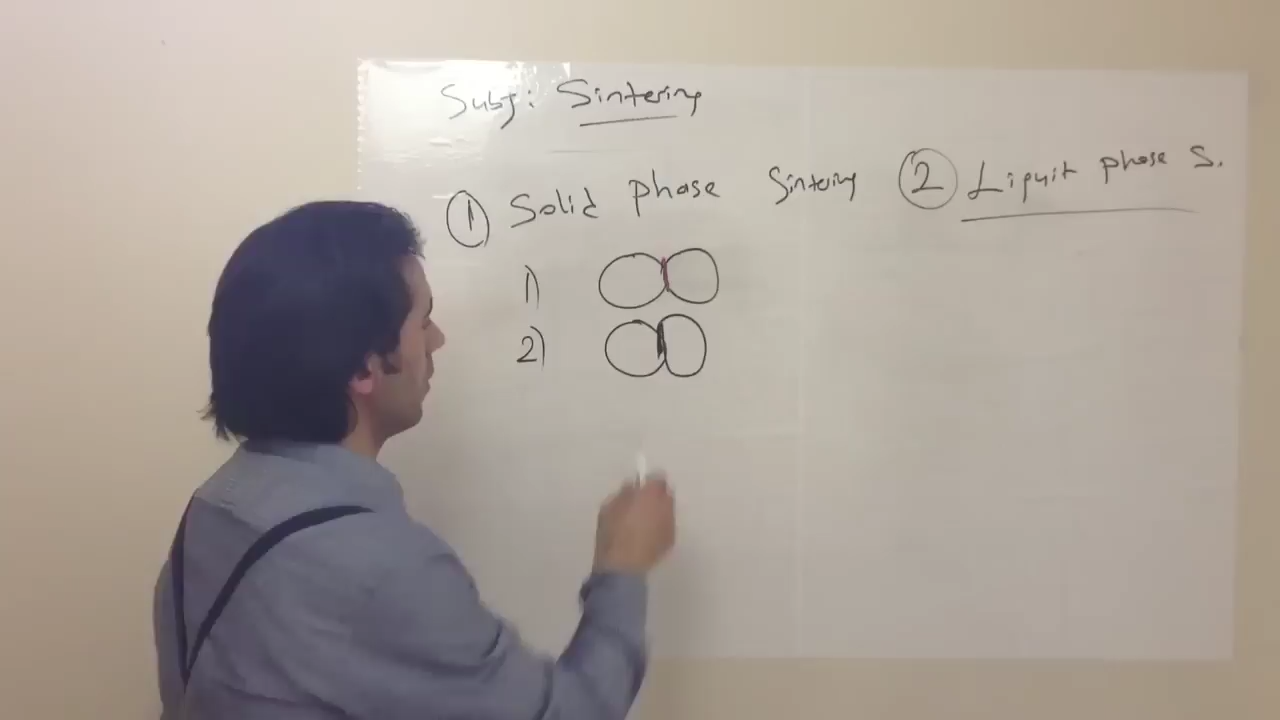 Subj: Sintering
① Solid phase Sintering ② Liquit phase S.
1)
2)